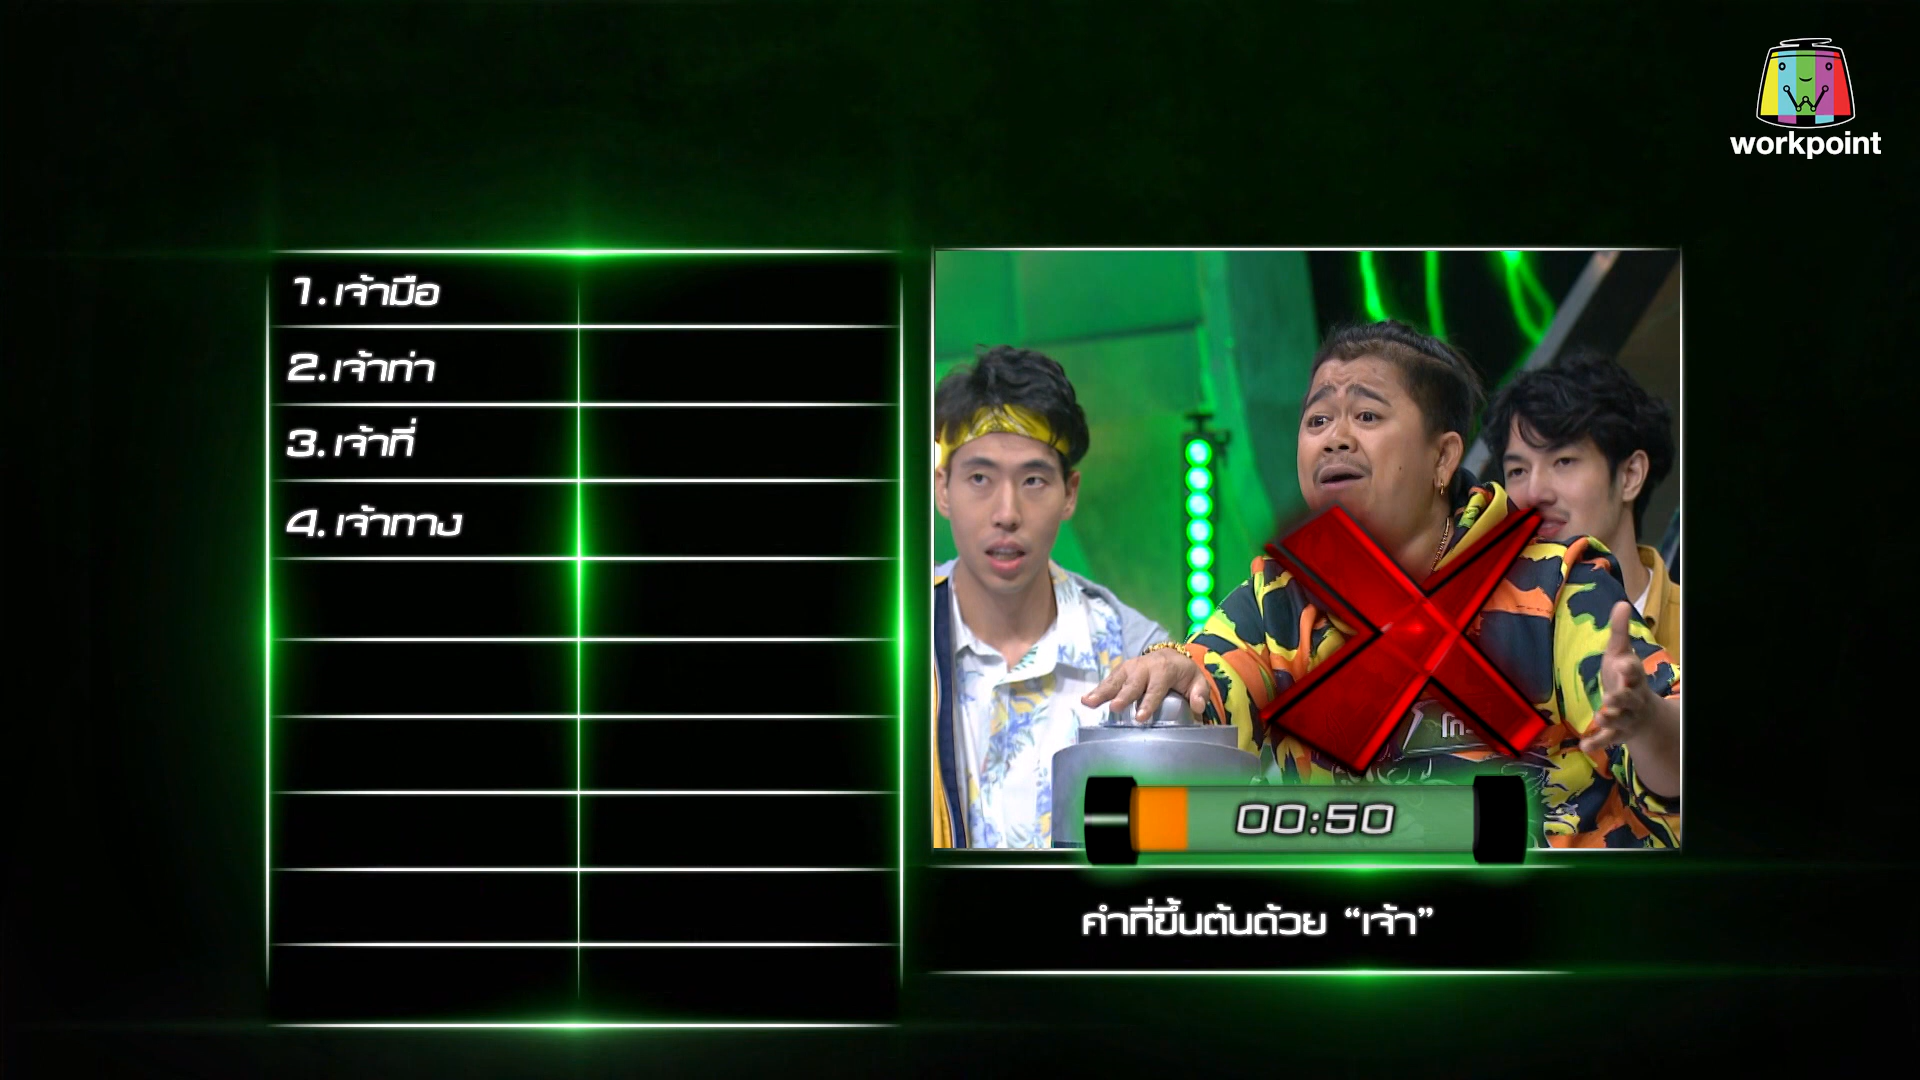 workpoint
1. เจ้ามือ
2. เจ้าท่า
3. เจ้าที่
4. เจ้าทาง
00:50
คำที่ขึ้นต้นด้วย “เจ้า”